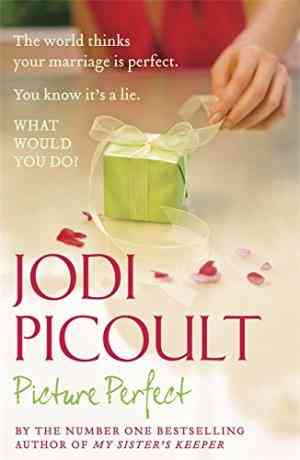 The world thinks
your marriage is perfect.
You know it's a lie.
WHAT
WOULD
YOU DO?
JODI
PICOULT
Picture Perfect
BY THE NUMBER ONE BESTSELLING
AUTHOR OF MY SISTER'S KEEPER